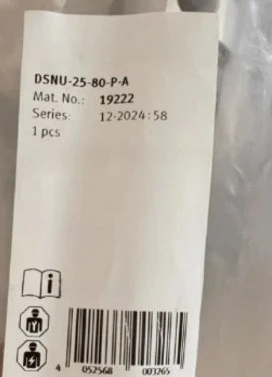 DSNU-25-80-P-A
Mat. No.: 19222
Series: 12-2024:58
1 pcs
4 052568 003265